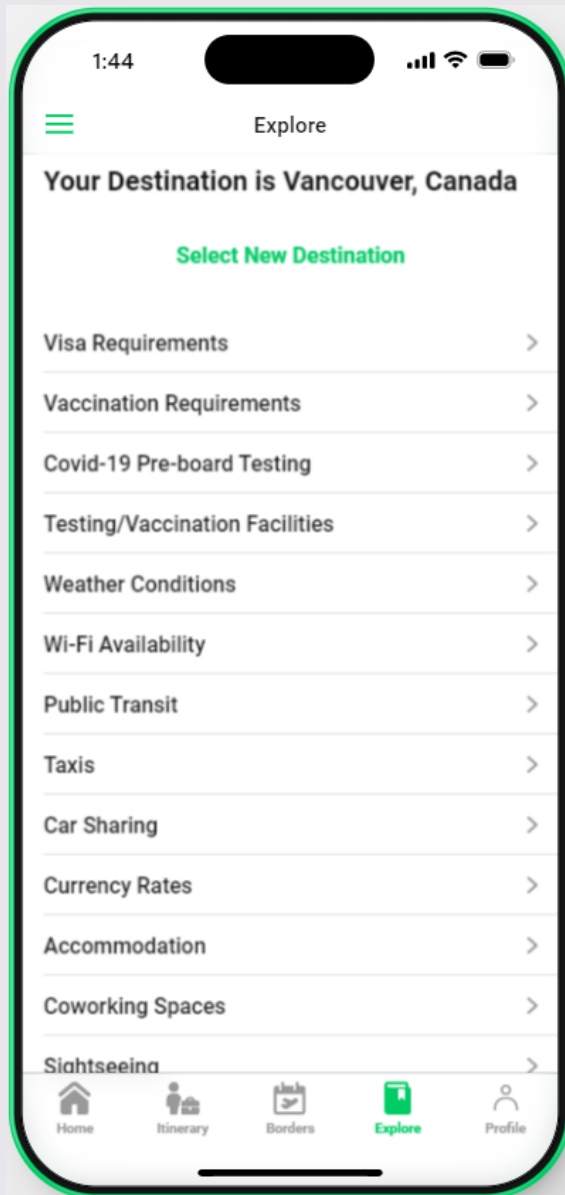 1:44
Explore
Your Destination is Vancouver, Canada
Select New Destination
Visa Requirements
Vaccination Requirements
Covid-19 Pre-board Testing
Testing/Vaccination Facilities
Weather Conditions
Wi-Fi Availability
Public Transit
Taxis
Car Sharing
Currency Rates
Accommodation
Coworking Spaces
Sightseeing
Home Itinerary Borders Explore Profile